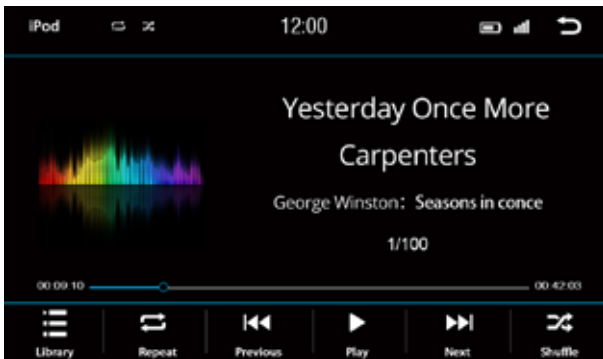 iPod 12:00
Yesterday Once More
Carpenters
George Winston: Seasons in conce
1/100
00:09:10 00:42:03
Library Repeat Previous Play Next Shuffle